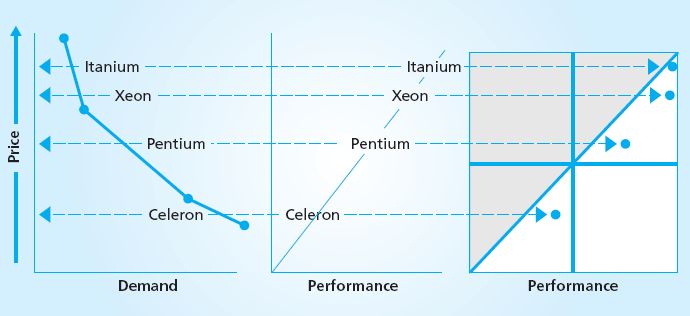 Price
Itanium
Itanium
Xeon
Xeon
Pentium
Pentium
Celeron
Celeron
Demand
Performance
Performance